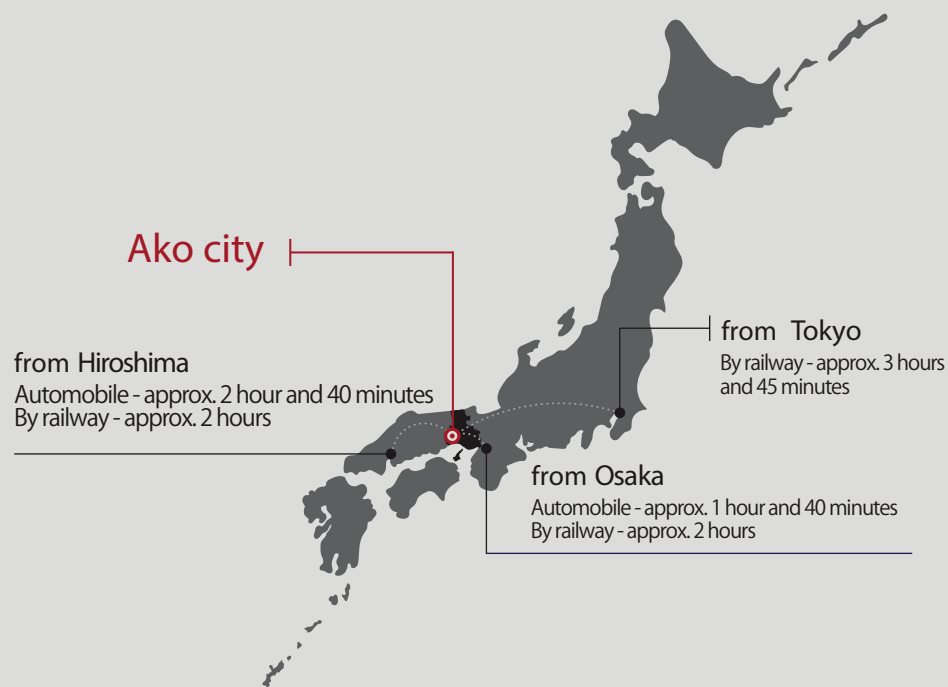 Ako city
from Hiroshima
Automobile - approx. 2 hour and 40 minutes
By railway - approx. 2 hours
from Tokyo
By railway - approx. 3 hours
and 45 minutes
from Osaka
Automobile - approx. 1 hour and 40 minutes
By railway - approx. 2 hours